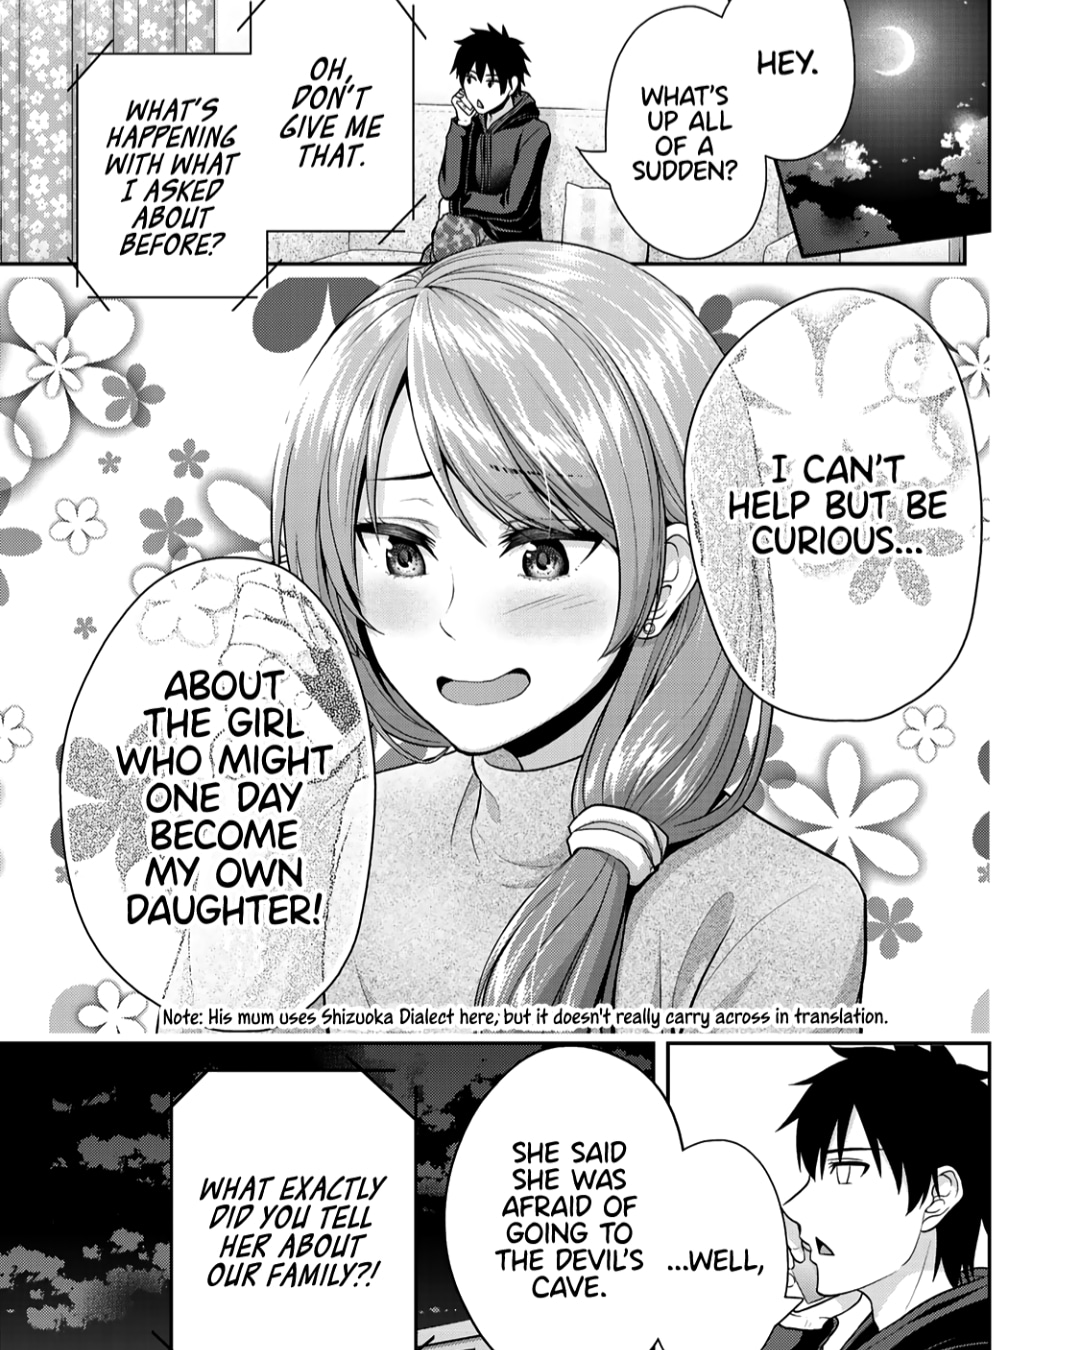 HEY.
WHAT'S
UP ALL
OF A
SUDDEN?
OH,
DON'T
GIVE ME
THAT.
WHAT'S
HAPPENING
WITH WHAT
I ASKED
ABOUT
BEFORE?
I CAN'T
HELP BUT BE
CURIOUS...
ABOUT
THE GIRL
WHO MIGHT
ONE DAY
BECOME
MY OWN
DAUGHTER!
Note: His mum uses Shizuoka Dialect here, but it doesn't really carry across in translation.
...WELL,
SHE SAID
SHE WAS
AFRAID OF
GOING TO
THE DEVIL'S
CAVE.
WHAT EXACTLY
DID YOU TELL
HER ABOUT
OUR FAMILY?!